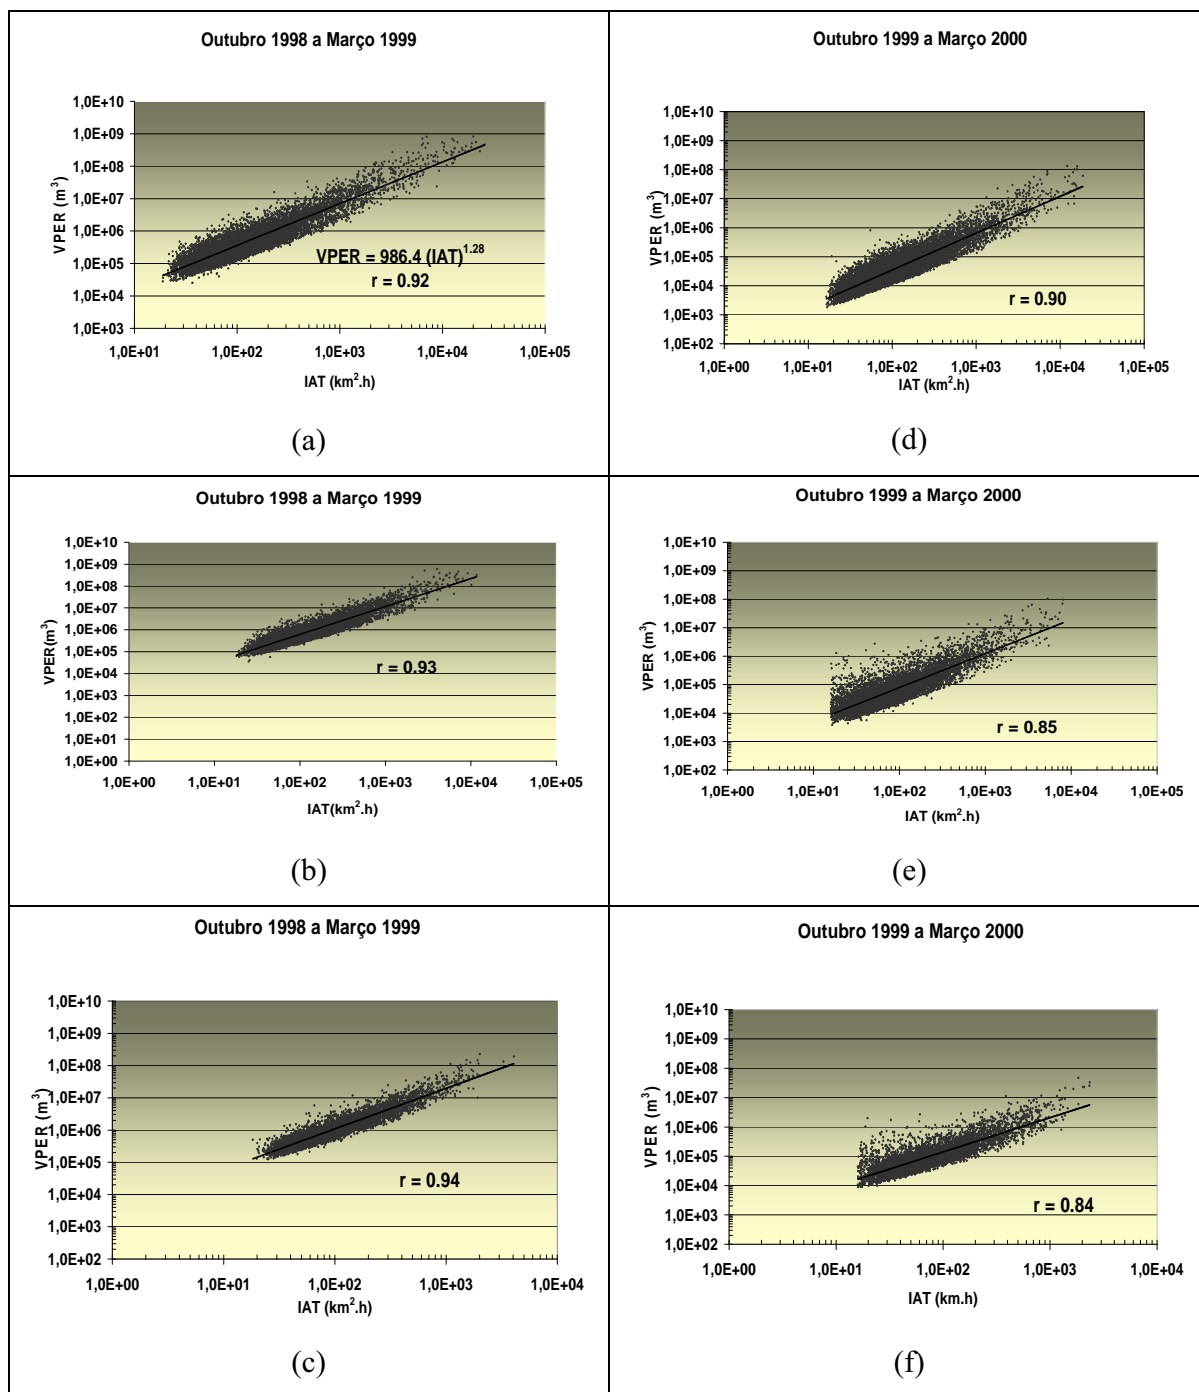 Outubro 1998 a Março 1999
VPER (m³)
1,0E+10
1,0E+09
1,0E+08
1,0E+07
1,0E+06
1,0E+05
1,0E+04
1,0E+03
VPER = 986.4 (IAT)^1.28
r = 0.92
1,0E+01 1,0E+02 1,0E+03 1,0E+04 1,0E+05
IAT (km².h)
(a)
Outubro 1999 a Março 2000
VPER (m³)
1,0E+10
1,0E+09
1,0E+08
1,0E+07
1,0E+06
1,0E+05
1,0E+04
1,0E+03
1,0E+02
r = 0.90
1,0E+00 1,0E+01 1,0E+02 1,0E+03 1,0E+04 1,0E+05
IAT (km².h)
(d)
Outubro 1998 a Março 1999
VPER(m³)
1,0E+10
1,0E+09
1,0E+08
1,0E+07
1,0E+06
1,0E+05
1,0E+04
1,0E+03
1,0E+02
1,0E+01
1,0E+00
r = 0.93
1,0E+00 1,0E+01 1,0E+02 1,0E+03 1,0E+04 1,0E+05
IAT(km².h)
(b)
Outubro 1999 a Março 2000
VPER (m³)
1,0E+10
1,0E+09
1,0E+08
1,0E+07
1,0E+06
1,0E+05
1,0E+04
1,0E+03
1,0E+02
r = 0.85
1,0E+00 1,0E+01 1,0E+02 1,0E+03 1,0E+04 1,0E+05
IAT (km².h)
(e)
Outubro 1998 a Março 1999
VPER (m³)
1,0E+10
1,0E+09
1,0E+08
1,0E+07
1,0E+06
1,0E+05
1,0E+04
1,0E+03
1,0E+02
r = 0.94
1,0E+00 1,0E+01 1,0E+02 1,0E+03 1,0E+04
IAT (km².h)
(c)
Outubro 1999 a Março 2000
VPER (m³)
1,0E+10
1,0E+09
1,0E+08
1,0E+07
1,0E+06
1,0E+05
1,0E+04
1,0E+03
1,0E+02
r = 0.84
1,0E+00 1,0E+01 1,0E+02 1,0E+03 1,0E+04
IAT (km.h)
(f)